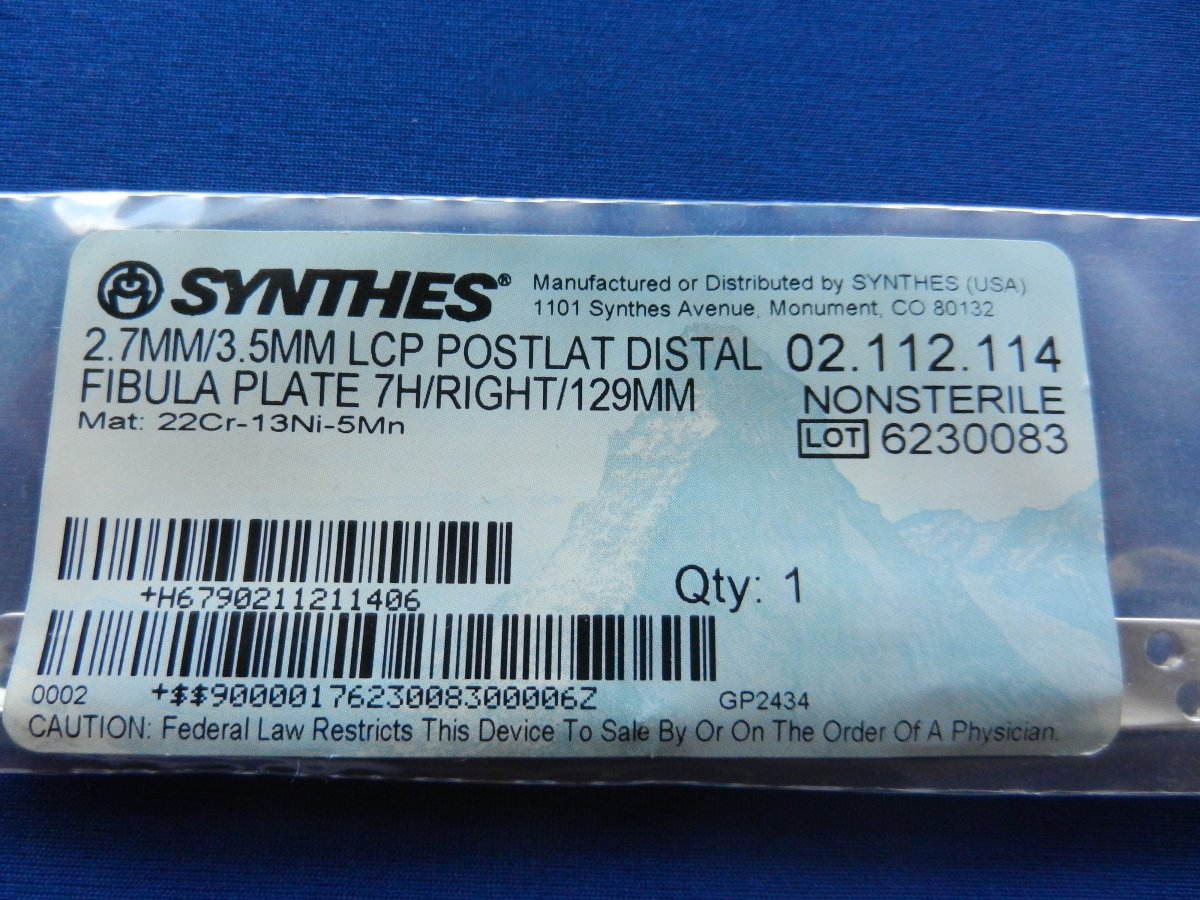 SYNTHES® Manufactured or Distributed by SYNTHES (USA)
1101 Synthes Avenue, Monument, CO 80132
2.7MM/3.5MM LCP POSTLAT DISTAL 02.112.114
FIBULA PLATE 7H/RIGHT/129MM NONSTERILE
Mat: 22Cr-13Ni-5Mn LOT 6230083
+H6790211211406 Qty: 1
0002 +$$9000017623008300006Z GP2434
CAUTION: Federal Law Restricts This Device To Sale By Or On The Order Of A Physician.